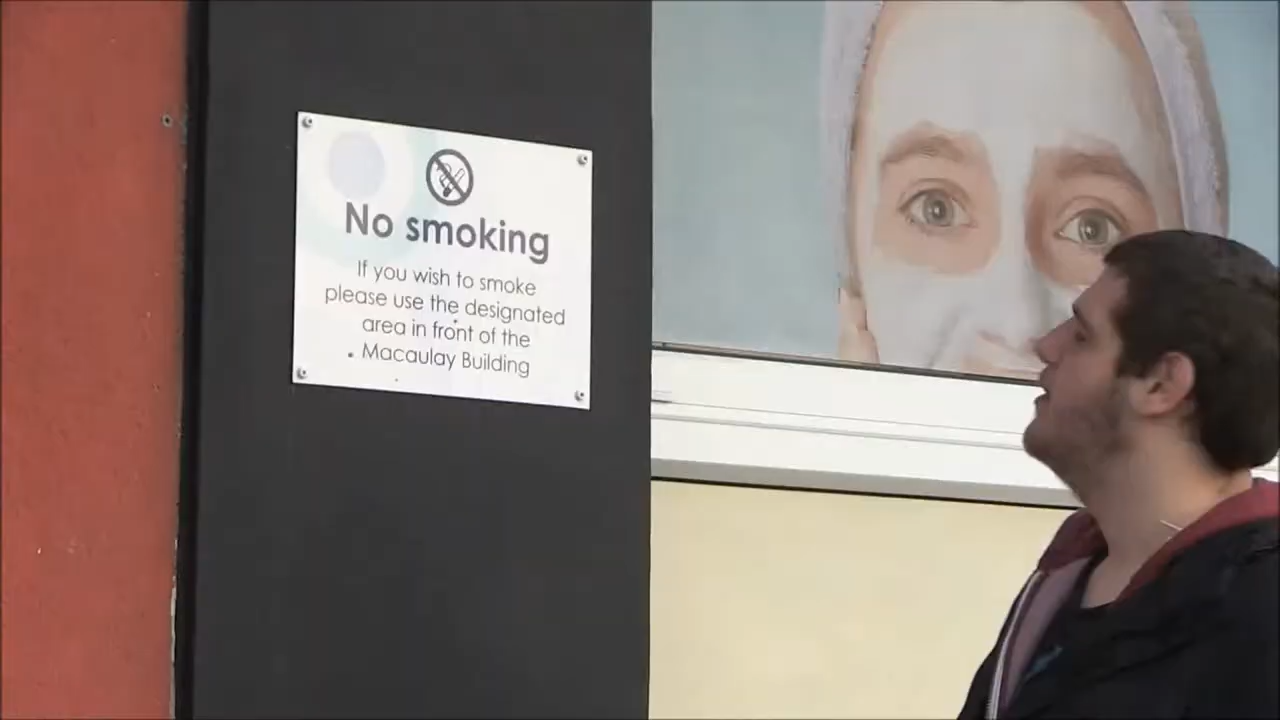 No smoking
If you wish to smoke
please use the designated
area in front of the
Macaulay Building